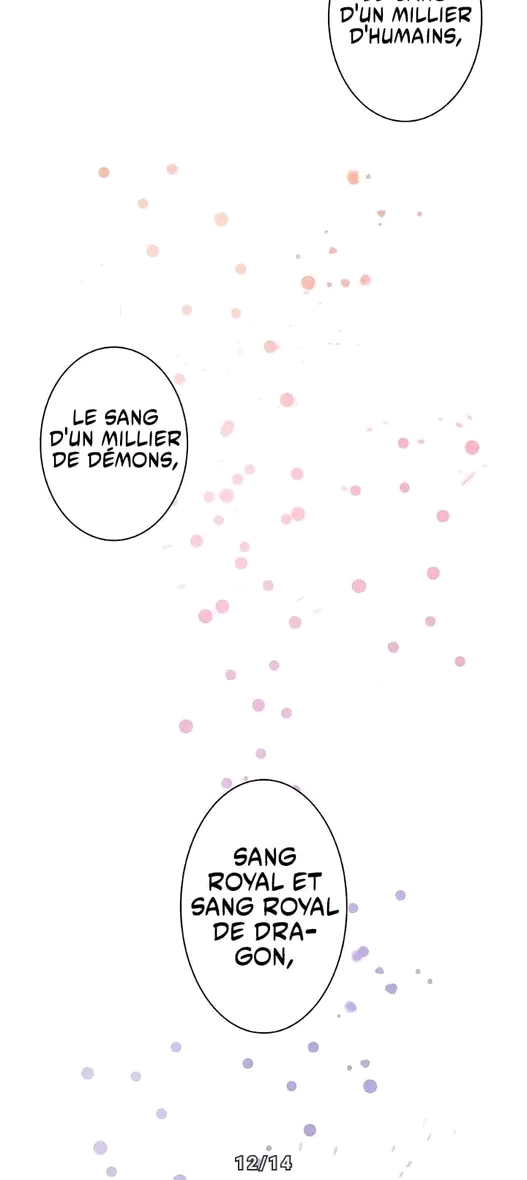 D'UN MILLIER
D'HUMAINS,
LE SANG
D'UN MILLIER
DE DÉMONS,
SANG
ROYAL ET
SANG ROYAL
DE DRA-
GON,
12/14